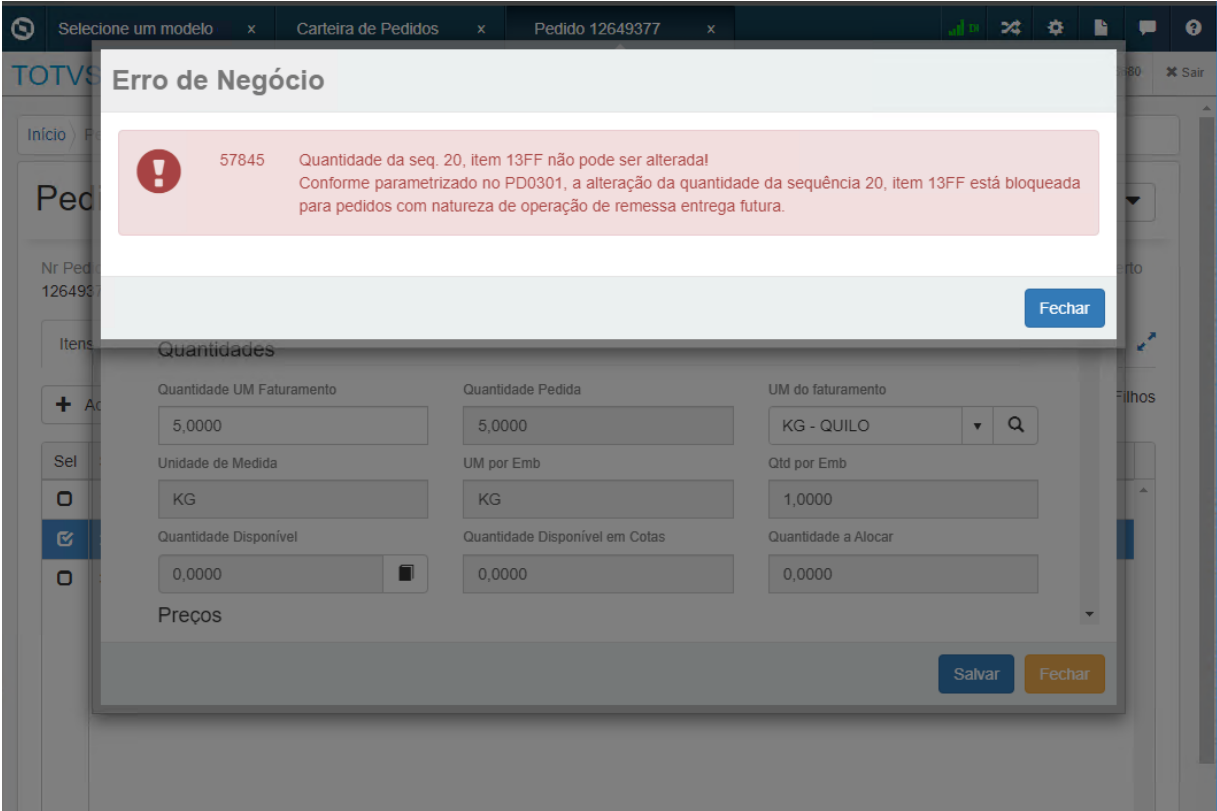 Selecione um modelo x Carteira de Pedidos x Pedido 12649377 x DI
TOTVS 680 Sair
Erro de Negócio
Início
57845 Quantidade da seq. 20, item 13FF não pode ser alterada!
Conforme parametrizado no PD0301, a alteração da quantidade da sequência 20, item 13FF está bloqueada
para pedidos com natureza de operação de remessa entrega futura.
Ped
Nr Ped erto
1264937
Fechar
Itens
Quantidades
Quantidade UM Faturamento Quantidade Pedida UM do faturamento
Filhos
5,0000 5,0000 KG - QUILO
Sel Unidade de Medida UM por Emb Qtd por Emb
KG KG 1,0000
Quantidade Disponível Quantidade Disponível em Cotas Quantidade a Alocar
0,0000 0,0000 0,0000
Preços
Salvar Fechar